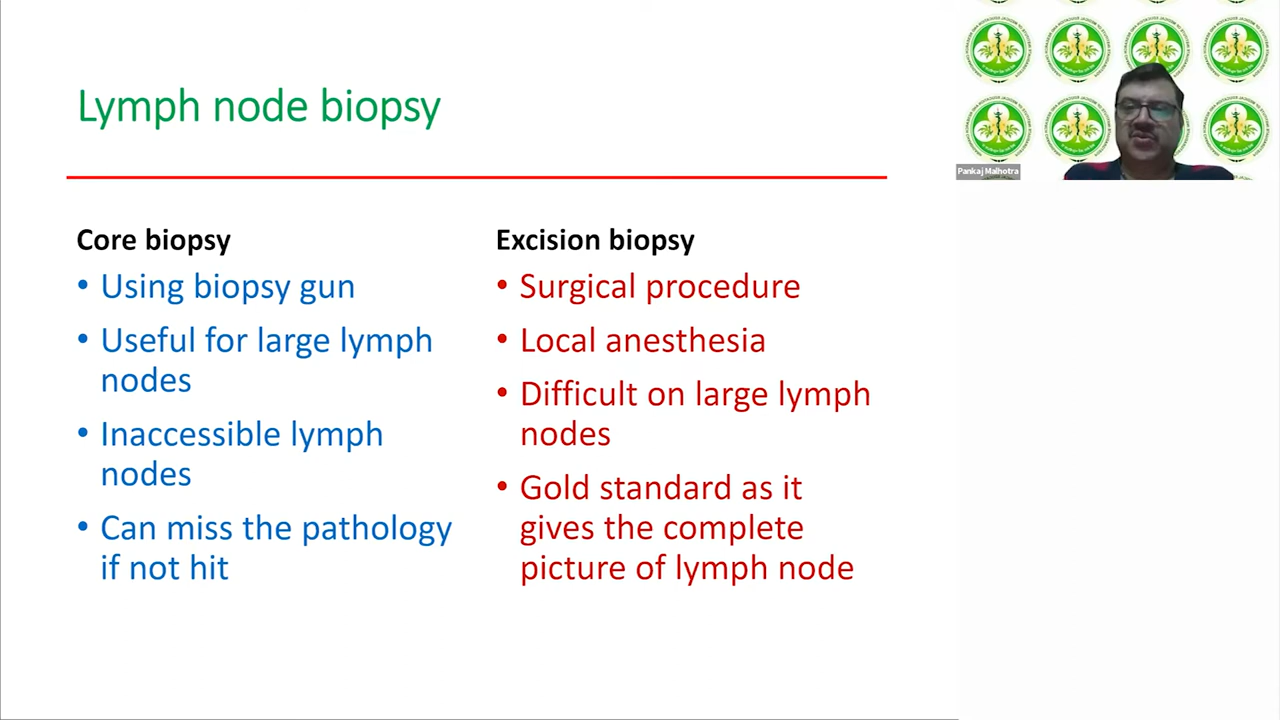 Lymph node biopsy
Pankaj Malhotra
Core biopsy
• Using biopsy gun
• Useful for large lymph
nodes
• Inaccessible lymph
nodes
• Can miss the pathology
if not hit
Excision biopsy
• Surgical procedure
• Local anesthesia
• Difficult on large lymph
nodes
• Gold standard as it
gives the complete
picture of lymph node